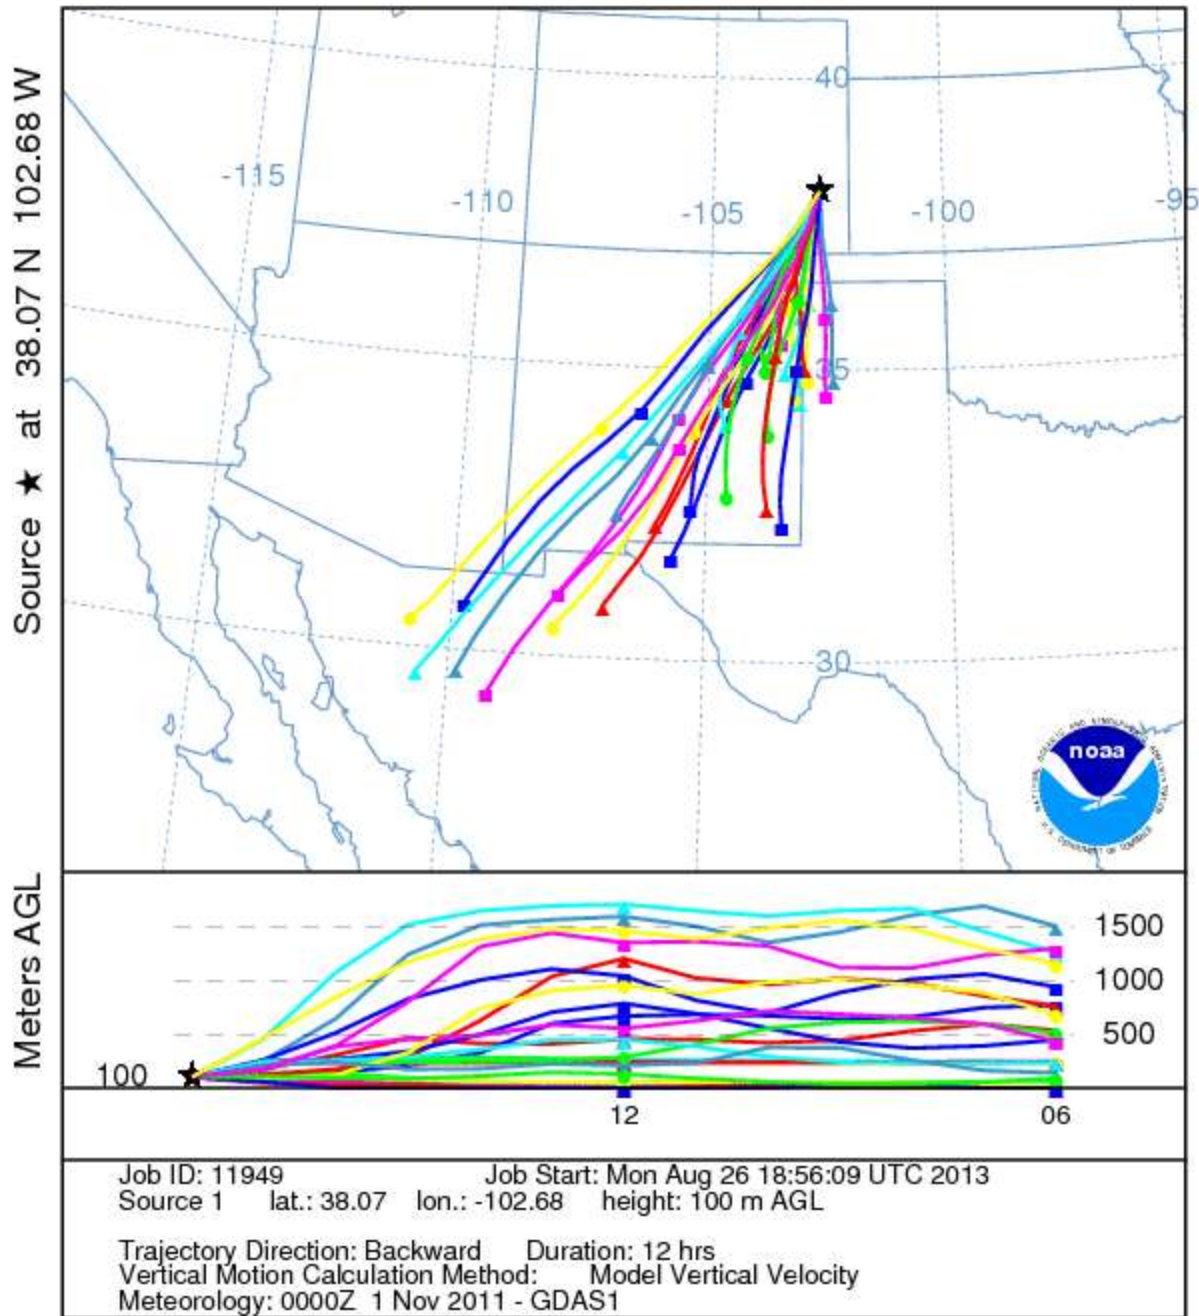 Source ★ at 38.07 N 102.68 W
40
-115
-110
-105
-100
-95
35
30
noaa
Meters AGL
1500
1000
500
100
12
06
Job ID: 11949 Job Start: Mon Aug 26 18:56:09 UTC 2013
Source 1 lat.: 38.07 lon.: -102.68 height: 100 m AGL
Trajectory Direction: Backward Duration: 12 hrs
Vertical Motion Calculation Method: Model Vertical Velocity
Meteorology: 0000Z 1 Nov 2011 - GDAS1